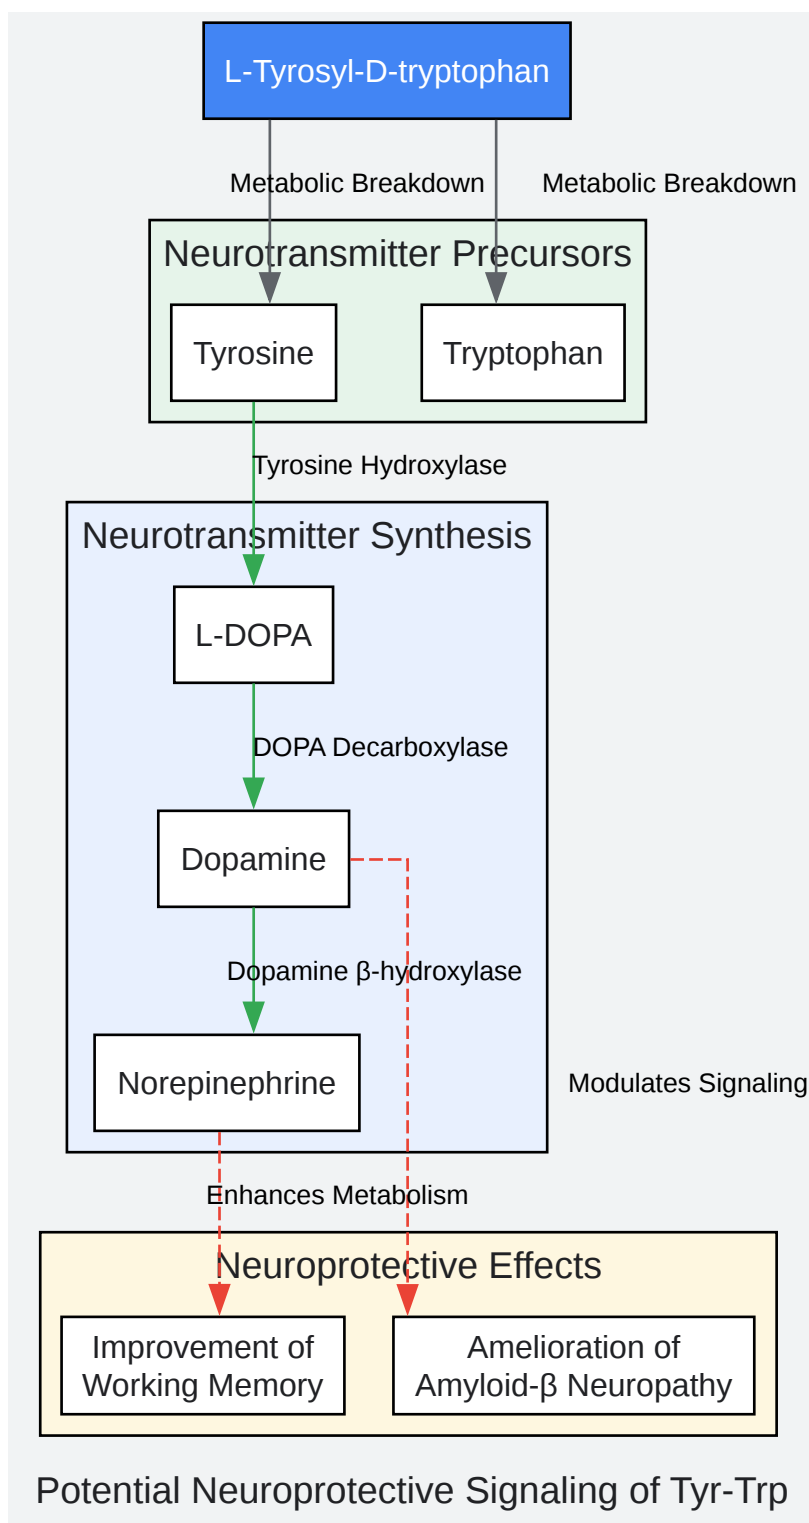 L-Tyrosyl-D-tryptophan
Metabolic Breakdown
Metabolic Breakdown
Neurotransmitter Precursors
Tyrosine
Tryptophan
Tyrosine Hydroxylase
Neurotransmitter Synthesis
L-DOPA
DOPA Decarboxylase
Dopamine
Dopamine β-hydroxylase
Norepinephrine
Modulates Signaling
Enhances Metabolism
Neuroprotective Effects
Improvement of
Working Memory
Amelioration of
Amyloid-β Neuropathy
Potential Neuroprotective Signaling of Tyr-Trp